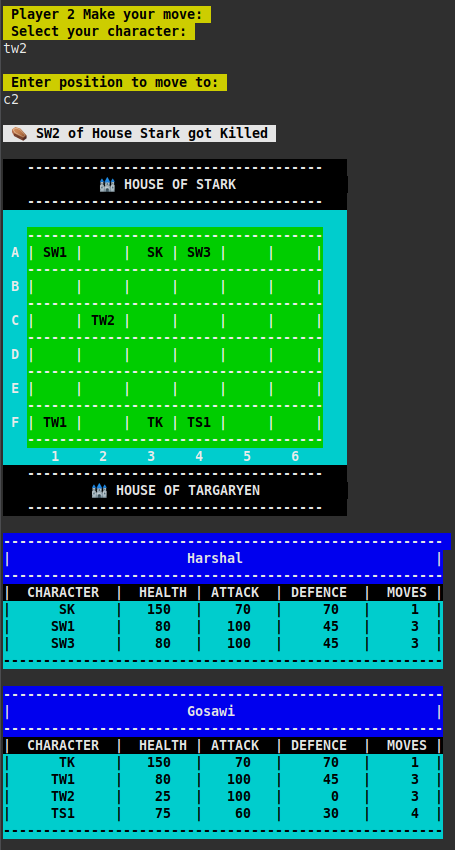 Player 2 Make your move:
Select your character:
tw2
Enter position to move to:
c2
⚰️ SW2 of House Stark got Killed
------------------------------------- 
🏰 HOUSE OF STARK
-------------------------------------
-------------------------------------
A | SW1 |     | SK | SW3 |     |     |
-------------------------------------
B |     |     |     |     |     |     |
-------------------------------------
C |     | TW2 |     |     |     |     |
-------------------------------------
D |     |     |     |     |     |     |
-------------------------------------
E |     |     |     |     |     |     |
-------------------------------------
F | TW1 |     | TK | TS1 |     |     |
-------------------------------------
1 2 3 4 5 6
-------------------------------------
🏰 HOUSE OF TARGARYEN
-------------------------------------
-------------------------------------------------------
| Harshal |
-------------------------------------------------------
| CHARACTER | HEALTH | ATTACK | DEFENCE | MOVES |
| SK | 150 | 70 | 70 | 1 |
| SW1 | 80 | 100 | 45 | 3 |
| SW3 | 80 | 100 | 45 | 3 |
-------------------------------------------------------
-------------------------------------------------------
| Gosawi |
-------------------------------------------------------
| CHARACTER | HEALTH | ATTACK | DEFENCE | MOVES |
| TK | 150 | 70 | 70 | 1 |
| TW1 | 80 | 100 | 45 | 3 |
| TW2 | 25 | 100 | 0 | 3 |
| TS1 | 75 | 60 | 30 | 4 |
-------------------------------------------------------